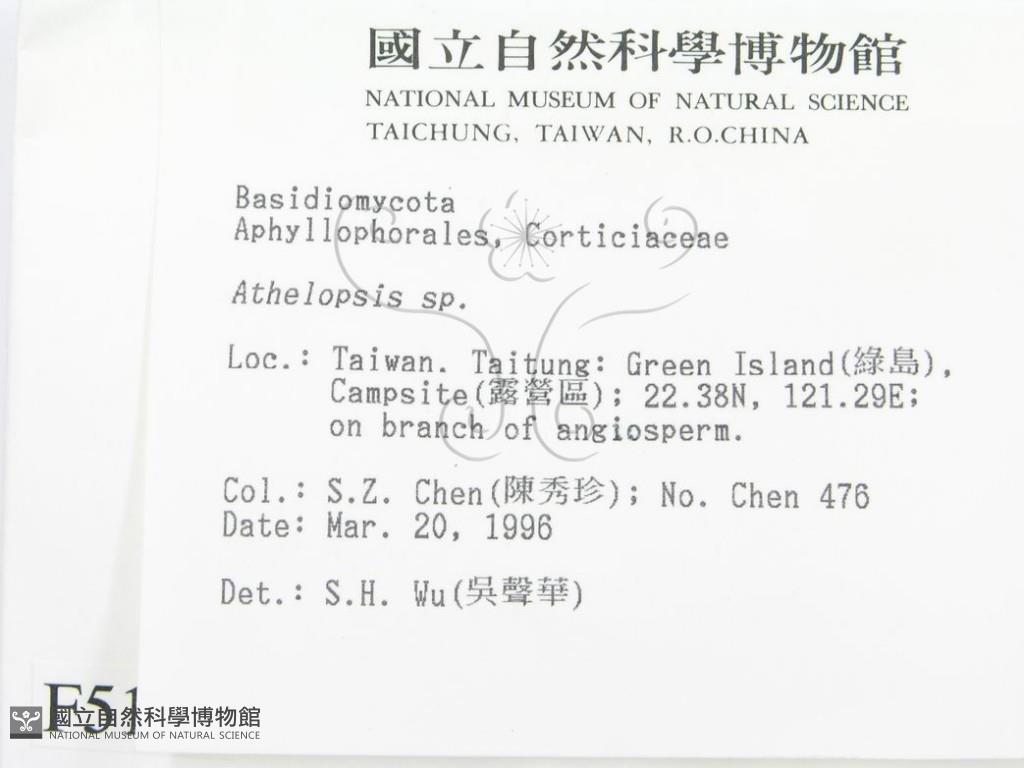 國立自然科學博物館
NATIONAL MUSEUM OF NATURAL SCIENCE
TAICHUNG, TAIWAN, R.O.CHINA
Basidiomycota
Aphyllophorales, Corticiaceae
Athelopsis sp.
Loc.: Taiwan. Taitung: Green Island(綠島),
Campsite(露營區); 22.38N, 121.29E;
on branch of angiosperm.
Col.: S.Z. Chen(陳秀珍); No. Chen 476
Date: Mar. 20, 1996
Det.: S.H. Wu(吳聲華)
F51
國立自然科學博物館
NATIONAL MUSEUM OF NATURAL SCIENCE